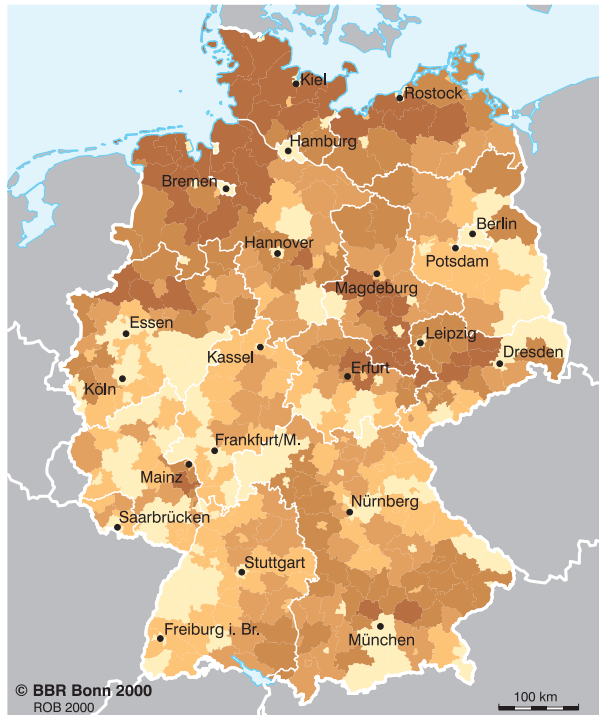 Kiel
Rostock
Hamburg
Bremen
Berlin
Hannover
Potsdam
Magdeburg
Essen
Leipzig
Kassel
Dresden
Köln
Erfurt
Frankfurt/M.
Mainz
Nürnberg
Saarbrücken
Stuttgart
Freiburg i. Br.
München
© BBR Bonn 2000
ROB 2000
100 km